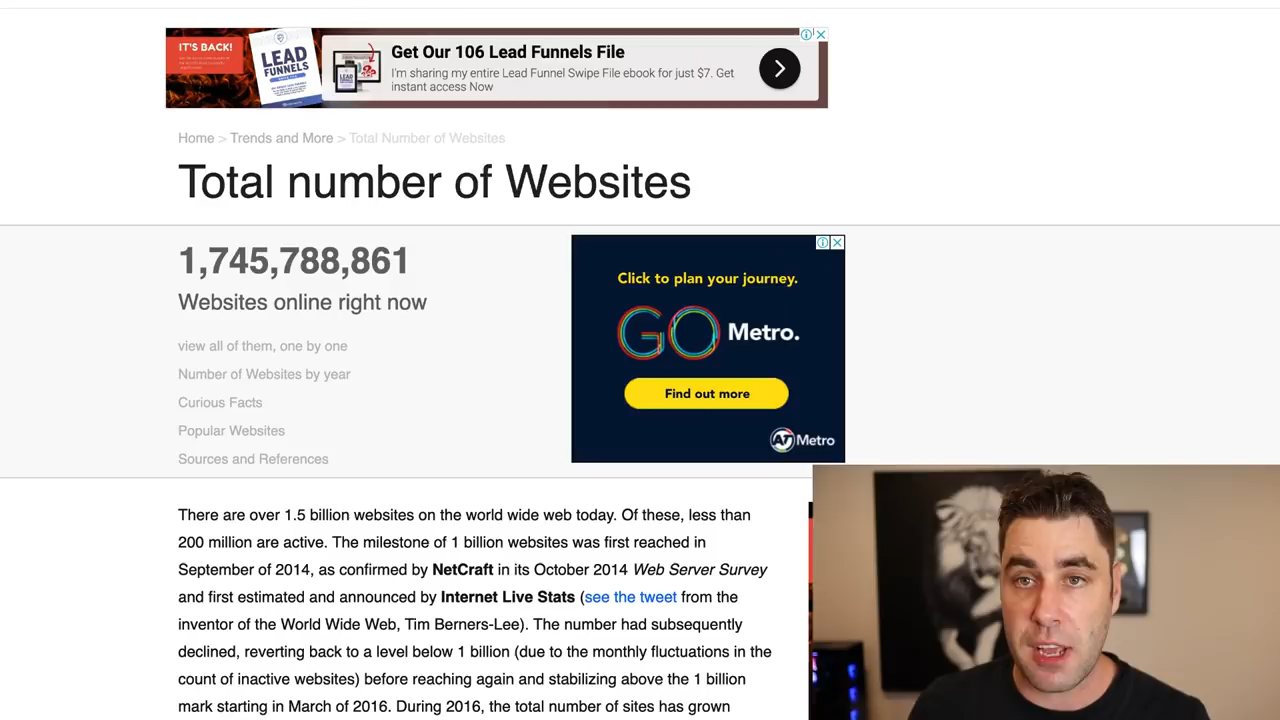 IT'S BACK!
LEAD
FUNNELS
Get Our 106 Lead Funnels File
I'm sharing my entire Lead Funnel Swipe File ebook for just $7. Get
instant access Now
Home > Trends and More > Total Number of Websites
Total number of Websites
1,745,788,861
Websites online right now
view all of them, one by one
Number of Websites by year
Curious Facts
Popular Websites
Sources and References
Click to plan your journey.
GO Metro.
Find out more
AT Metro
There are over 1.5 billion websites on the world wide web today. Of these, less than
200 million are active. The milestone of 1 billion websites was first reached in
September of 2014, as confirmed by NetCraft in its October 2014 Web Server Survey
and first estimated and announced by Internet Live Stats (see the tweet from the
inventor of the World Wide Web, Tim Berners-Lee). The number had subsequently
declined, reverting back to a level below 1 billion (due to the monthly fluctuations in the
count of inactive websites) before reaching again and stabilizing above the 1 billion
mark starting in March of 2016. During 2016, the total number of sites has grown